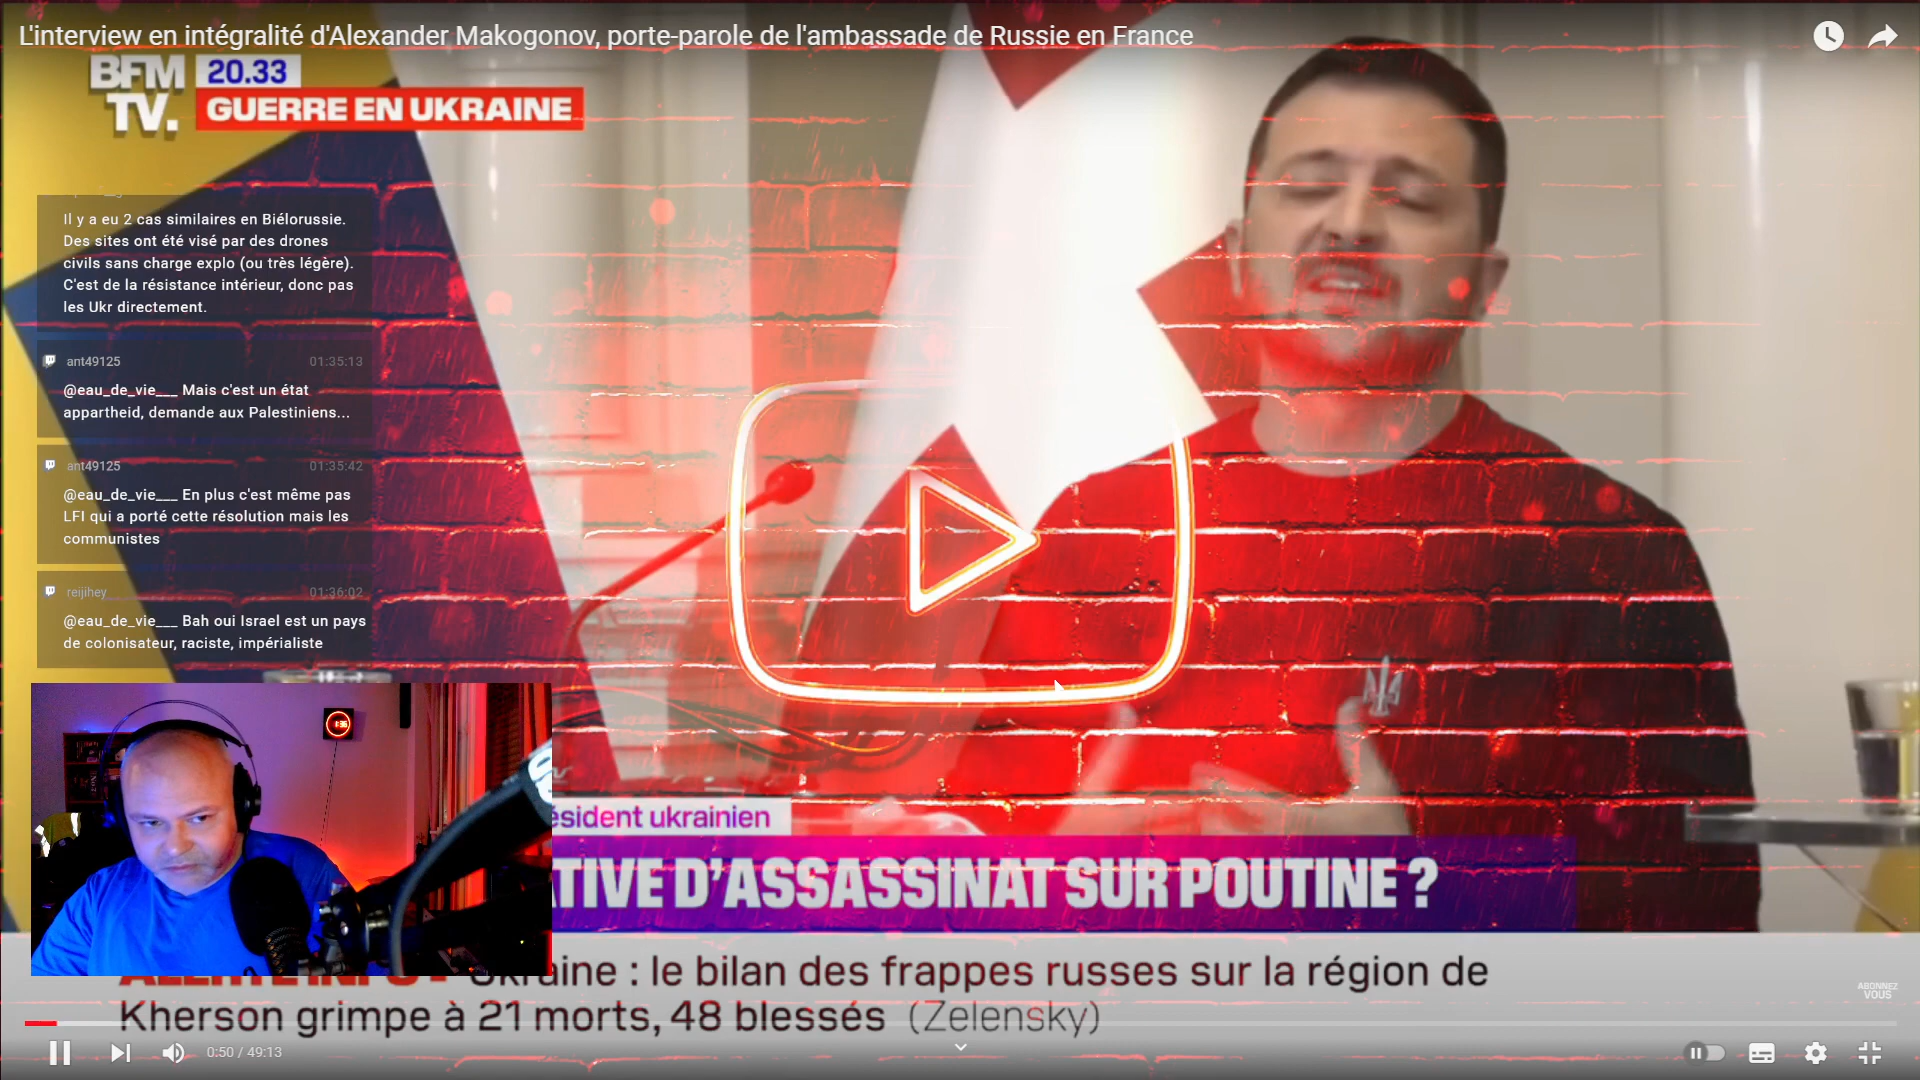 L'interview en intégralité d'Alexander Makogonov, porte-parole de l'ambassade de Russie en France
BFM
TV.
20.33
GUERRE EN UKRAINE
Il y a eu 2 cas similaires en Biélorussie.
Des sites ont été visé par des drones
civils sans charge explo (ou très légère).
C'est de la résistance intérieur, donc pas
les Ukr directement.
ant49125 01:35:13
@eau_de_vie___ Mais c'est un état
appartheid, demande aux Palestiniens...
ant49125 01:35:42
@eau_de_vie___ En plus c'est même pas
LFI qui a porté cette résolution mais les
communistes
reijihey 01:36:02
@eau_de_vie___ Bah oui Israel est un pays
de colonisateur, raciste, impérialiste
ésident ukrainien
TIVE D'ASSASSINAT SUR POUTINE ?
ALERTE INFO Ukraine : le bilan des frappes russes sur la région de
Kherson grimpe à 21 morts, 48 blessés (Zelensky)
ABONNEZ
VOUS
0:50 / 49:13